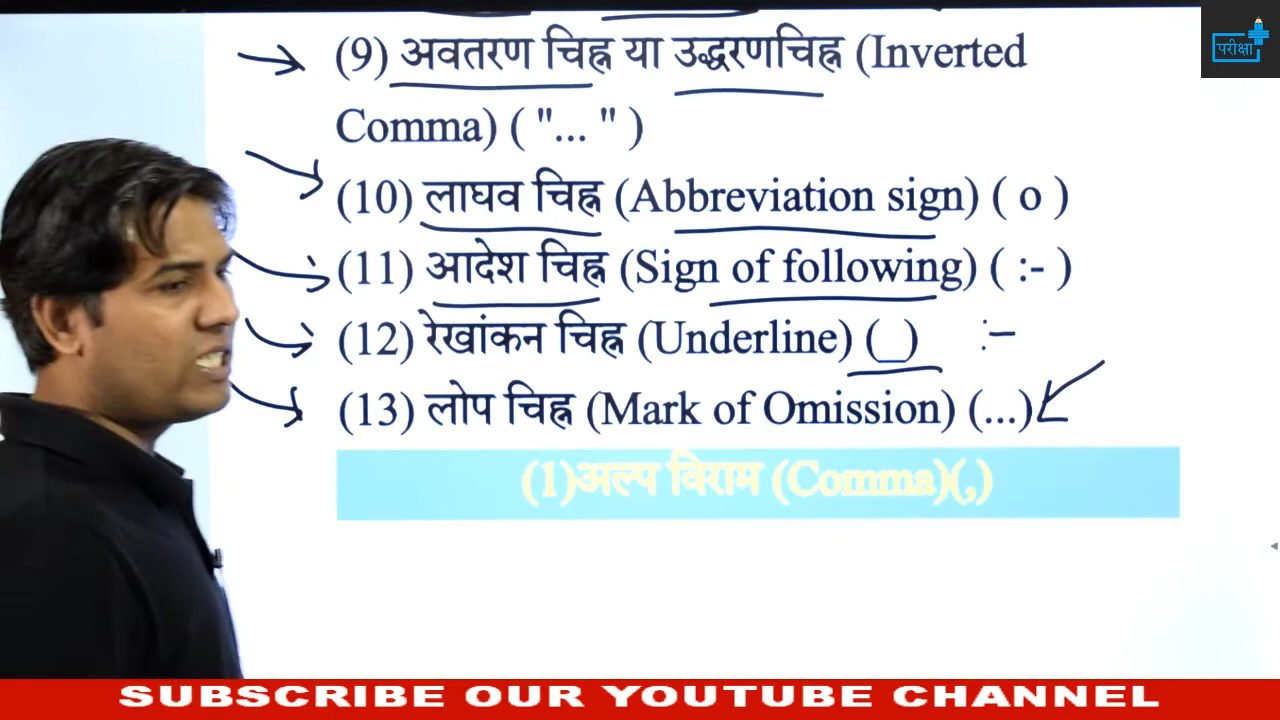 परीक्षा
(9) अवतरण चिह्न या उद्धरणचिह्न (Inverted
Comma) ( "... " )
(10) लाघव चिह्न (Abbreviation sign) ( o )
(11) आदेश चिह्न (Sign of following) ( :- )
(12) रेखांकन चिह्न (Underline) (_) :-
(13) लोप चिह्न (Mark of Omission) (...)
(1)अल्प विराम (Comma)(,)
SUBSCRIBE OUR YOUTUBE CHANNEL